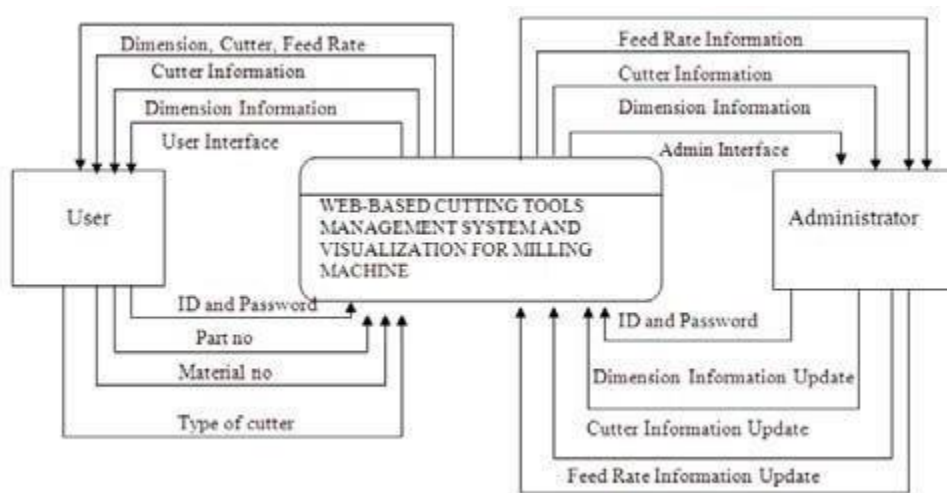 Dimension, Cutter, Feed Rate
Cutter Information
Dimension Information
User Interface
User
ID and Password
Part no
Material no
Type of cutter
WEB-BASED CUTTING TOOLS
MANAGEMENT SYSTEM AND
VISUALIZATION FOR MILLING
MACHINE
Feed Rate Information
Cutter Information
Dimension Information
Admin Interface
Administrator
ID and Password
Dimension Information Update
Cutter Information Update
Feed Rate Information Update